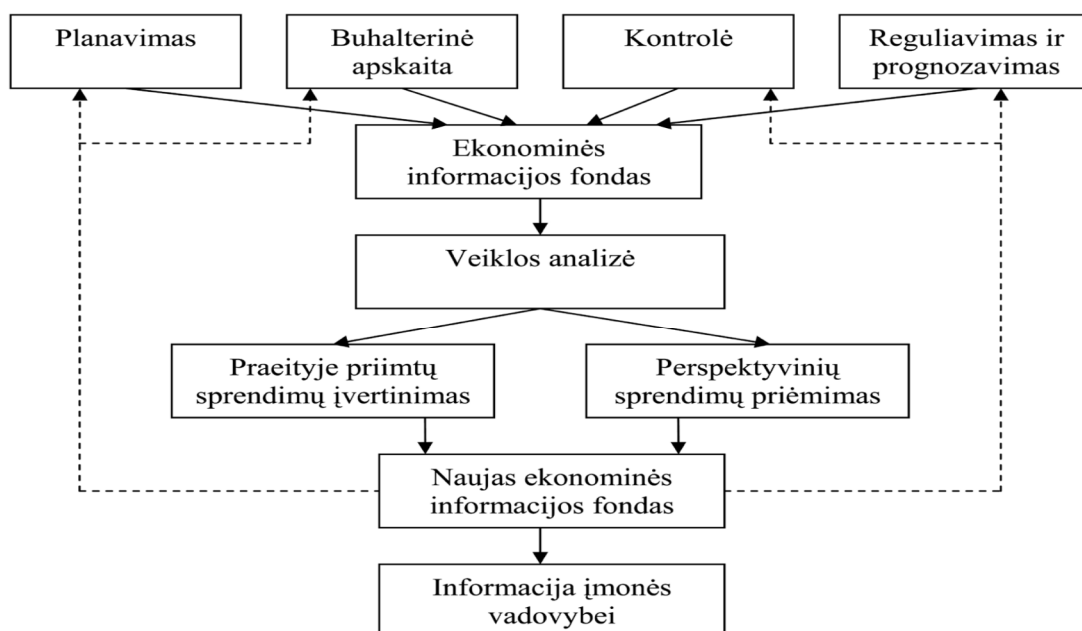 Planavimas
Buhalterinė
apskaita
Kontrolė
Reguliavimas ir
prognozavimas
Ekonominės
informacijos fondas
Veiklos analizė
Praeityje priimtų
sprendimų įvertinimas
Perspektyvinių
sprendimų priėmimas
Naujas ekonominės
informacijos fondas
Informacija įmonės
vadovybei